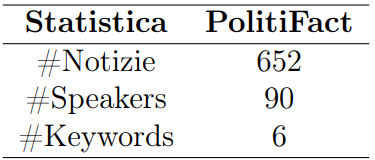 Statistica PolitiFact
#Notizie 652
#Speakers 90
#Keywords 6